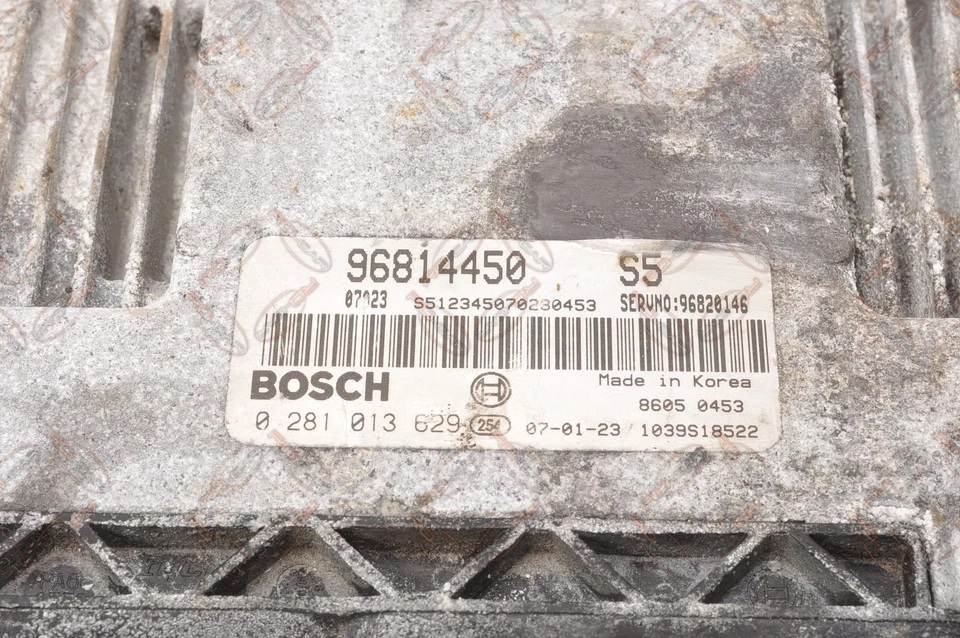 96814450 S5
07023 S512345070230453 SERVNO:96820146
BOSCH Made in Korea
8605 0453
0 281 013 629 254 07-01-23 1039S18522